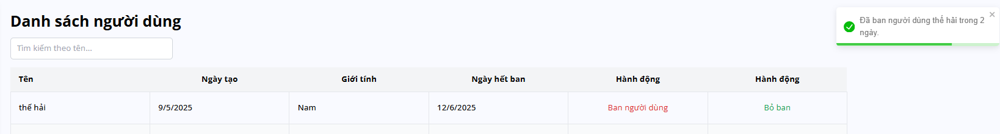 Danh sách người dùng
Đã ban người dùng thế hải trong 2
ngày.
Tìm kiếm theo tên...
Tên Ngày tạo Giới tính Ngày hết ban Hành động Hành động
thế hải 9/5/2025 Nam 12/6/2025 Ban người dùng Bỏ ban